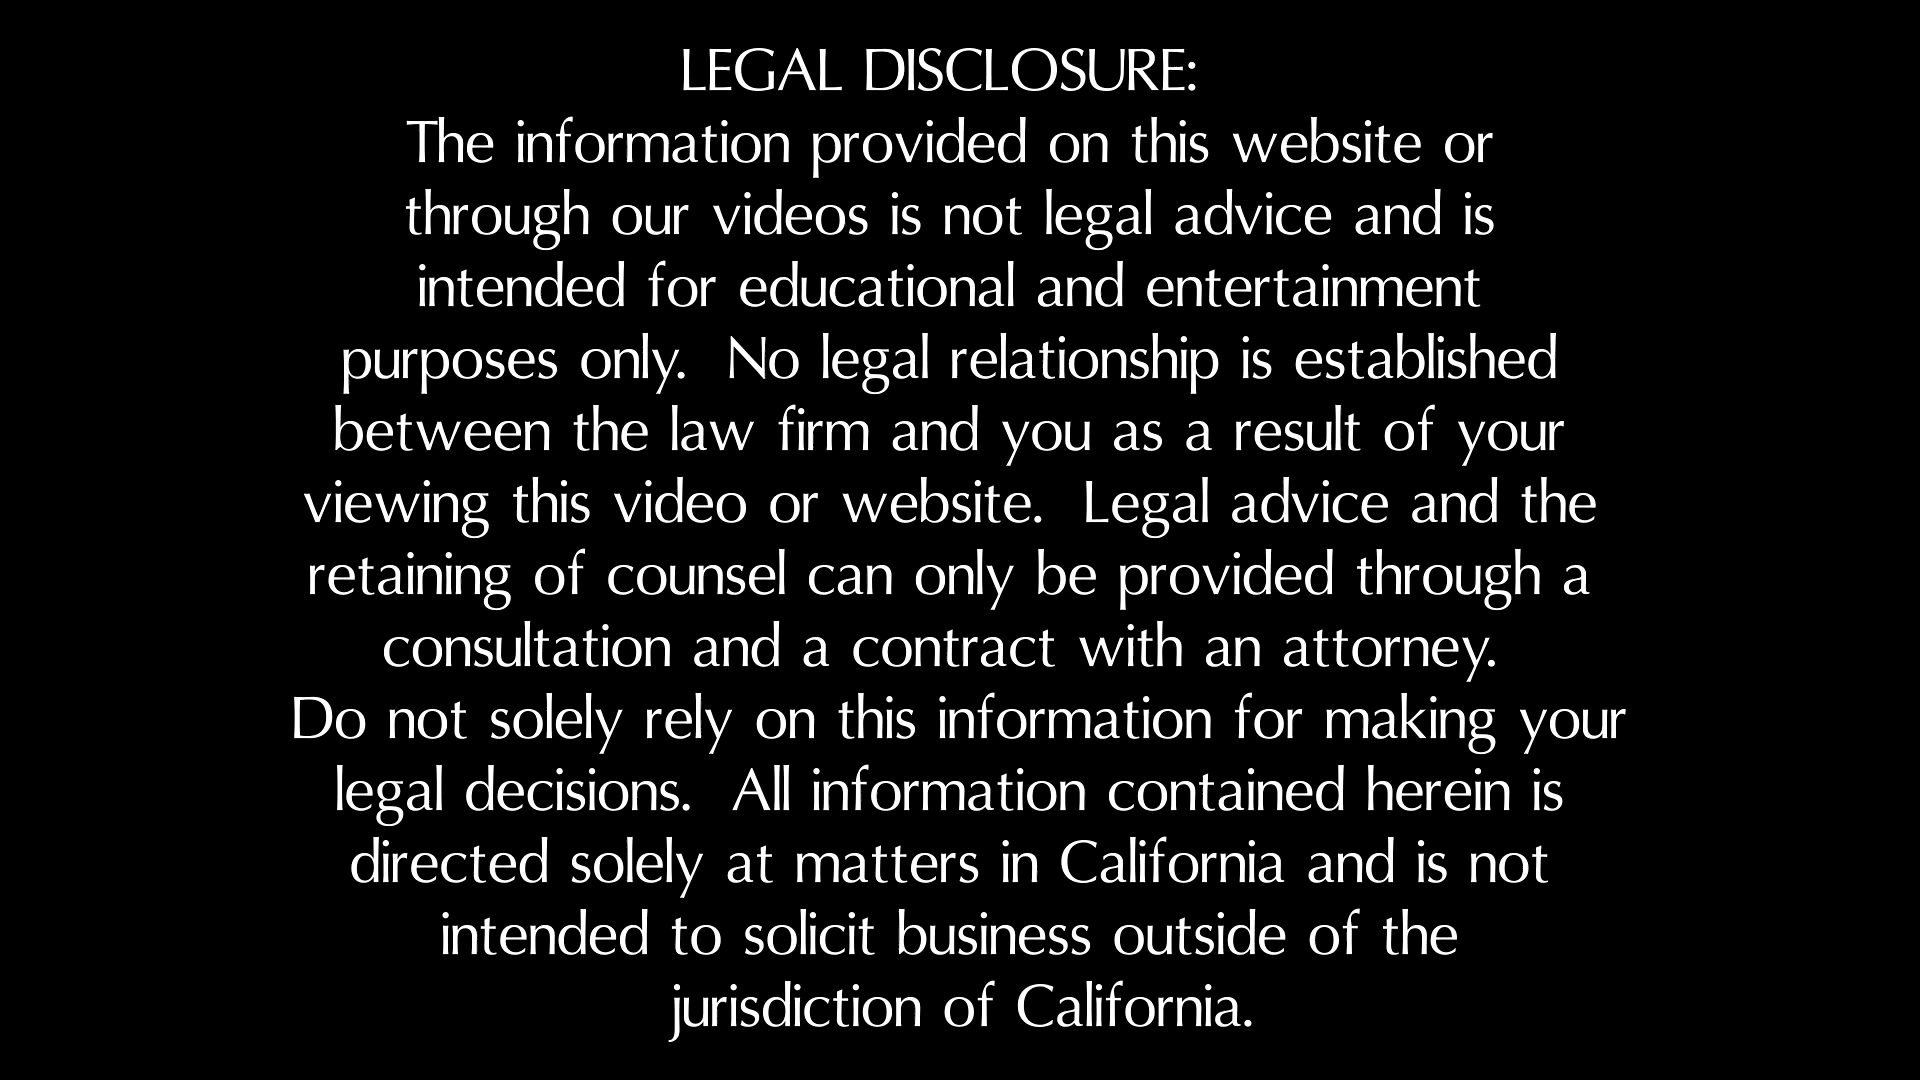 LEGAL DISCLOSURE:
The information provided on this website or
through our videos is not legal advice and is
intended for educational and entertainment
purposes only.  No legal relationship is established
between the law firm and you as a result of your
viewing this video or website.  Legal advice and the
retaining of counsel can only be provided through a
consultation and a contract with an attorney.
Do not solely rely on this information for making your
legal decisions.  All information contained herein is
directed solely at matters in California and is not
intended to solicit business outside of the
jurisdiction of California.